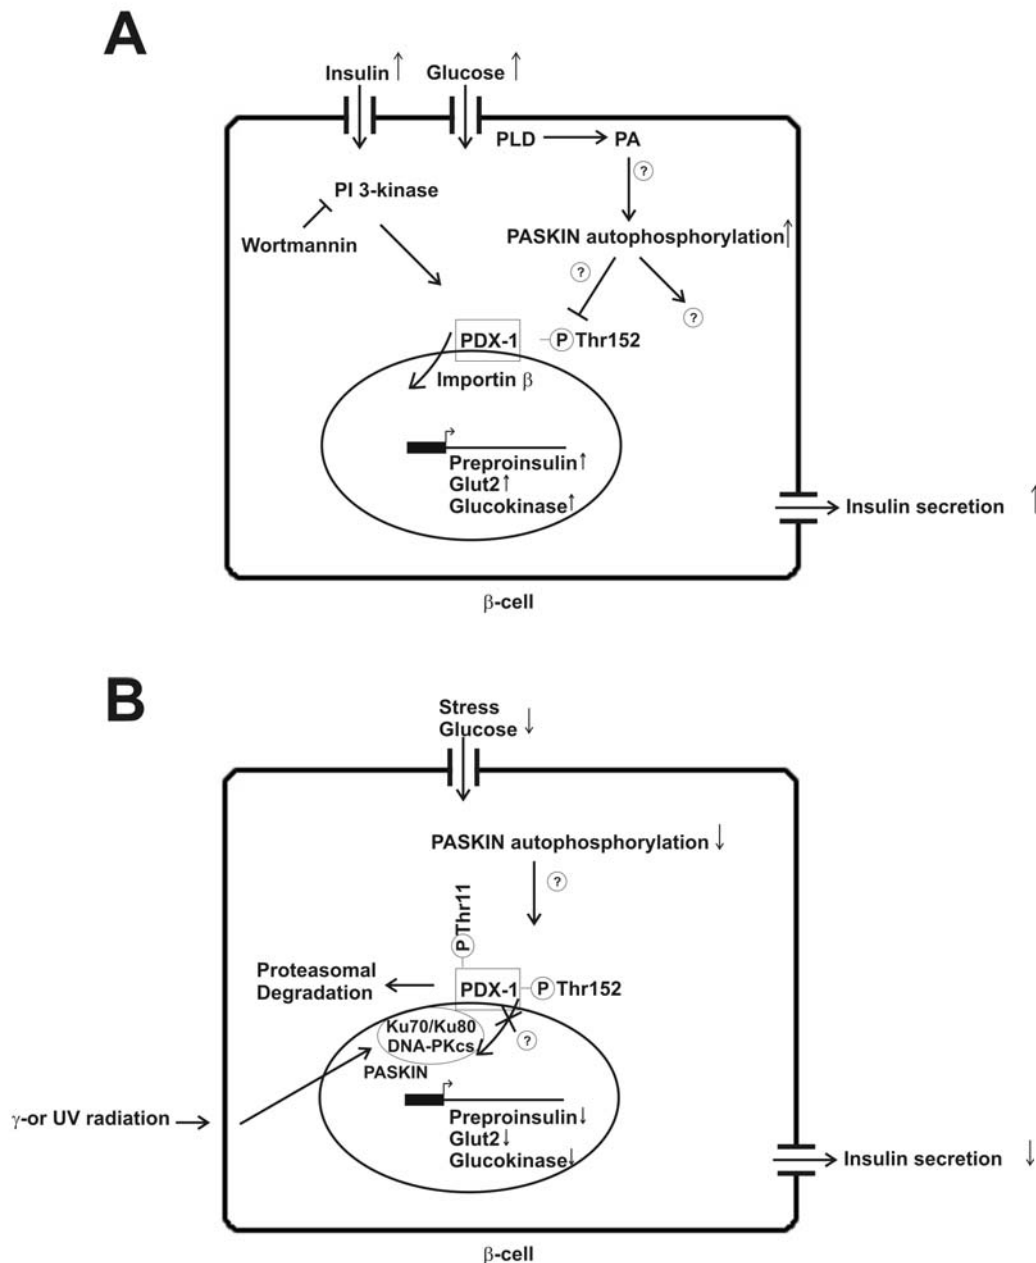 A
Insulin ↑ Glucose ↑
PLD → PA
?
PI 3-kinase
Wortmannin
PASKIN autophosphorylation ↑
?
?
PDX-1
P Thr152
Importin β
Preproinsulin ↑
Glut2 ↑
Glucokinase ↑
Insulin secretion ↑
β-cell
B
Stress
Glucose ↓
PASKIN autophosphorylation ↓
?
P Thr11
Proteasomal
Degradation
PDX-1
P Thr152
Ku70/Ku80
DNA-PKcs
?
PASKIN
γ-or UV radiation
Preproinsulin ↓
Glut2 ↓
Glucokinase ↓
Insulin secretion ↓
β-cell